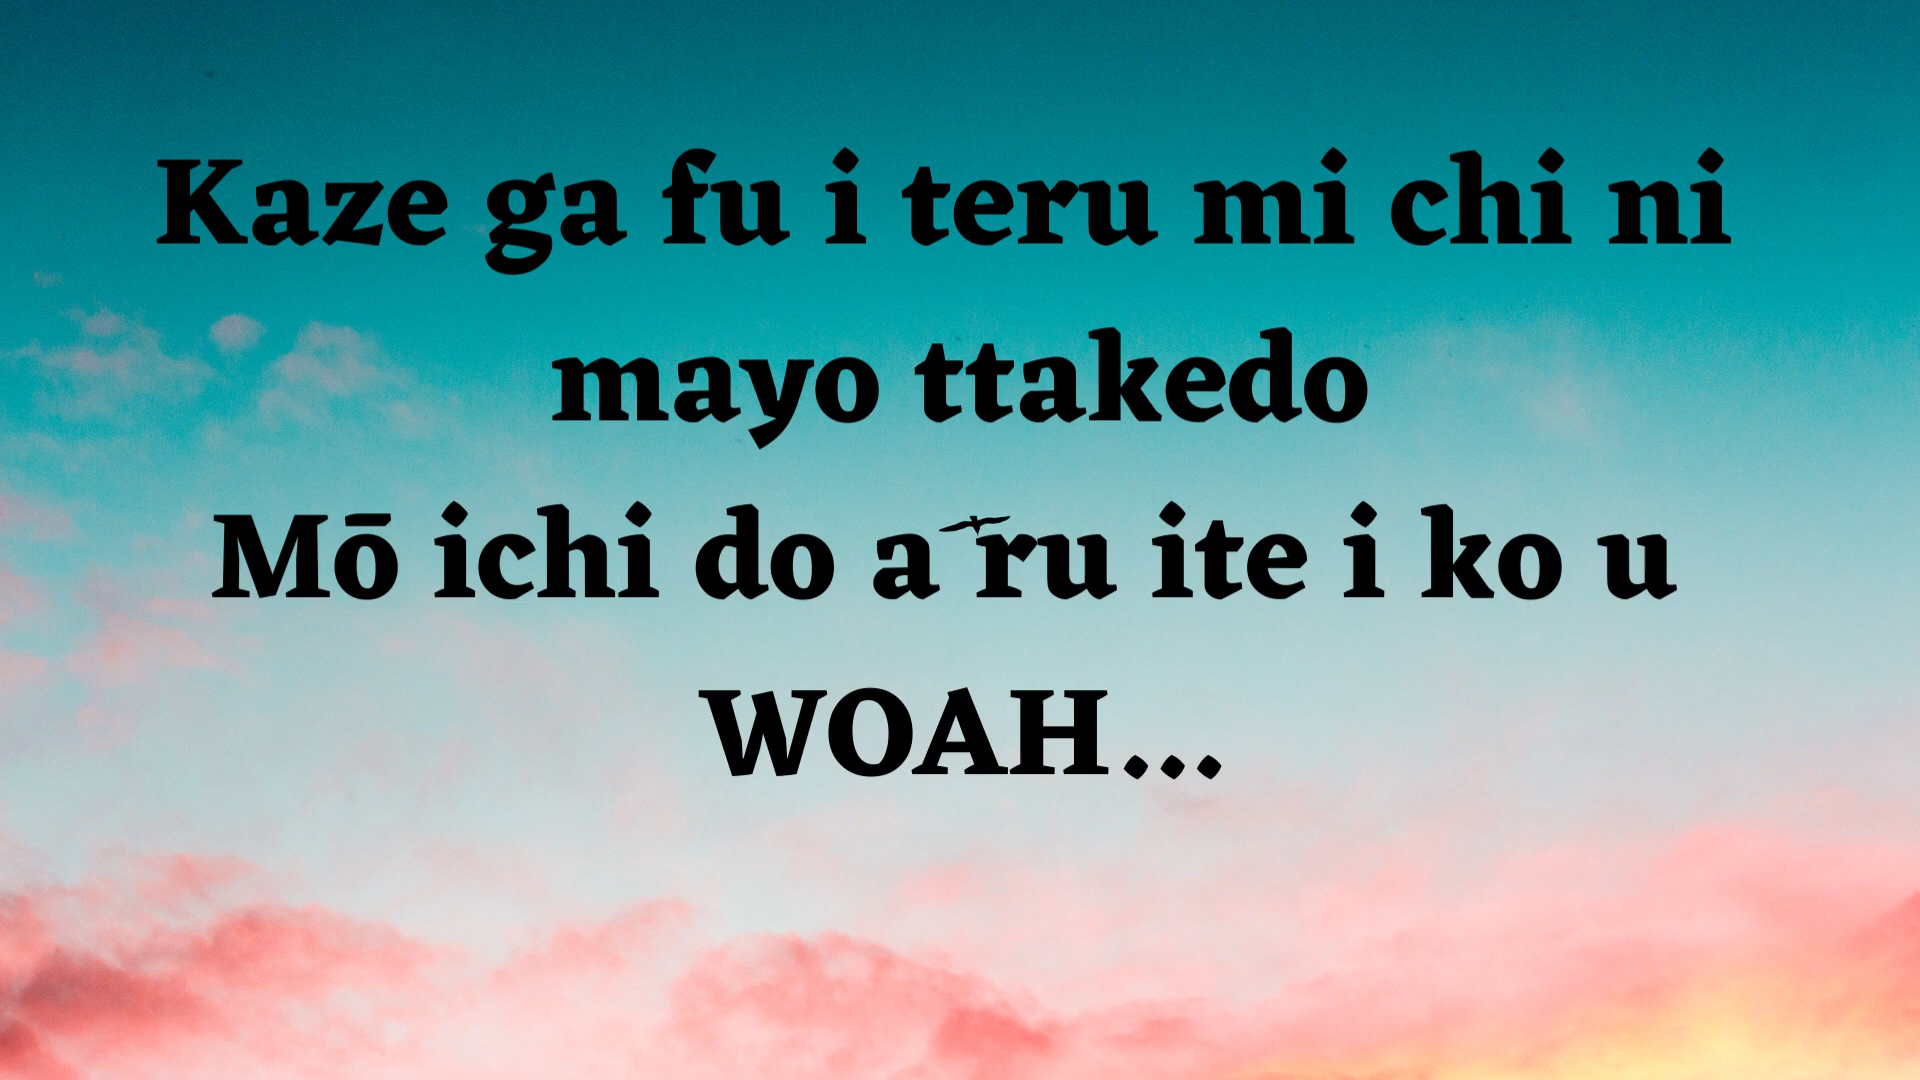 Kaze ga fu i teru mi chi ni
mayo ttakedo
Mō ichi do a ru ite i ko u
WOAH...